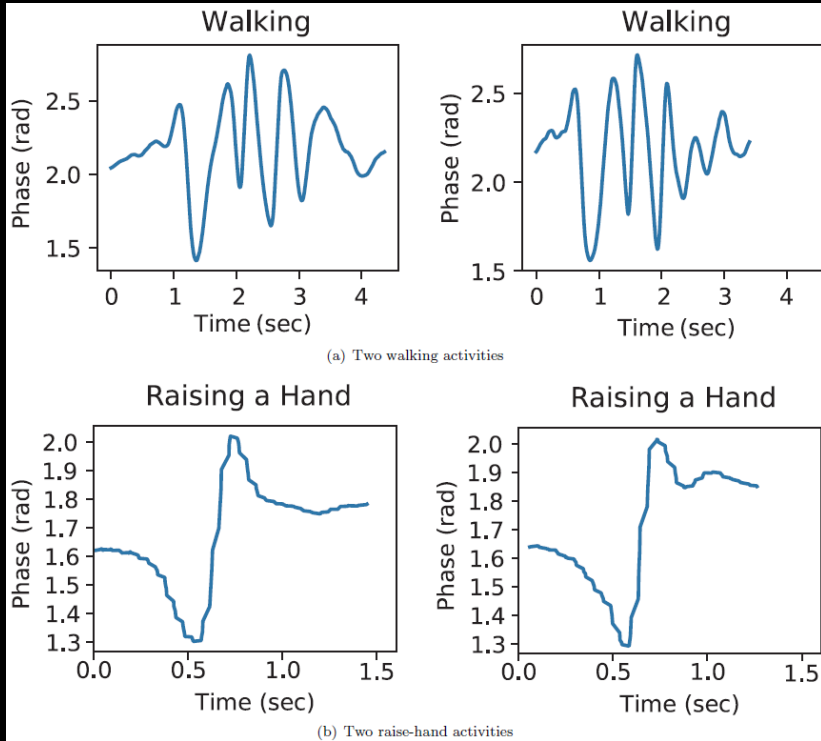 Walking
Walking
Phase (rad)
2.5
2.0
1.5
0 1 2 3 4
Time (sec)
Phase (rad)
2.5
2.0
1.5
0 1 2 3 4
Time (sec)
(a) Two walking activities
Raising a Hand
Raising a Hand
Phase (rad)
2.0
1.9
1.8
1.7
1.6
1.5
1.4
1.3
0.0 0.5 1.0 1.5
Time (sec)
Phase (rad)
2.0
1.9
1.8
1.7
1.6
1.5
1.4
1.3
0.0 0.5 1.0 1.5
Time (sec)
(b) Two raise-hand activities